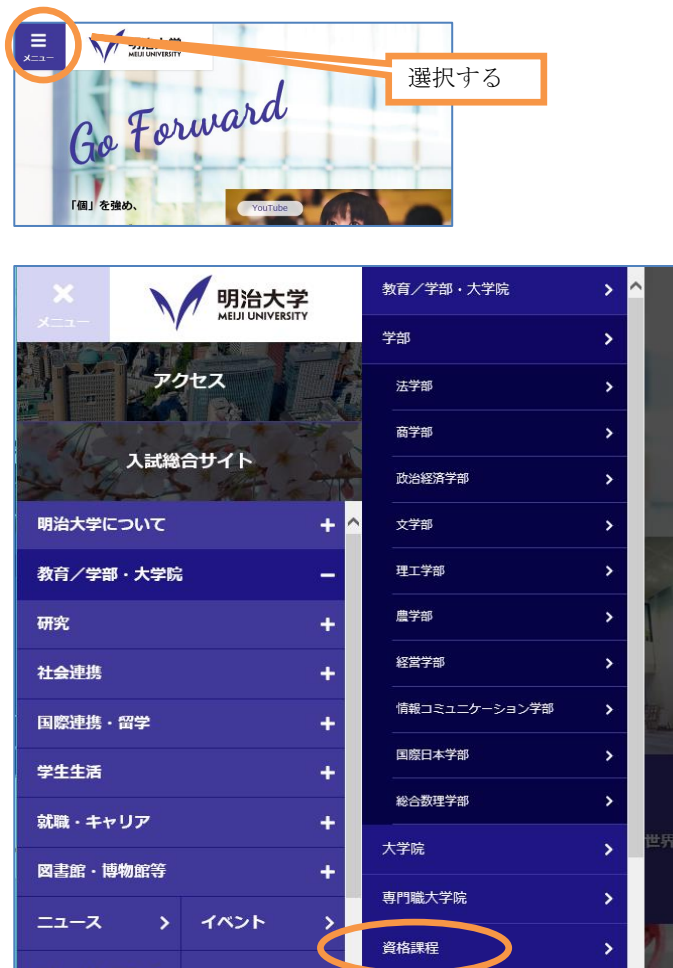 メニュー
明治大学
MEIJI UNIVERSITY
選択する
Go Forward
「個」を強め、
YouTube
メニュー
明治大学
MEIJI UNIVERSITY
アクセス
入試総合サイト
明治大学について
教育／学部・大学院
研究
社会連携
国際連携・留学
学生生活
就職・キャリア
図書館・博物館等
ニュース
イベント
教育／学部・大学院
学部
法学部
商学部
政治経済学部
文学部
理工学部
農学部
経営学部
情報コミュニケーション学部
国際日本学部
総合数理学部
大学院
専門職大学院
資格課程
世界